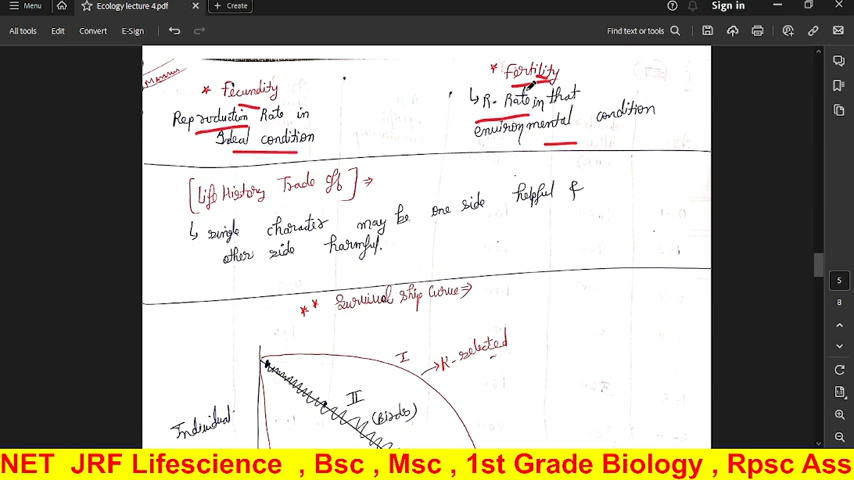 Menu
Ecology lecture 4.pdf
Create
Sign in
All tools
Edit
Convert
E-Sign
Find text or tools
* Fecundity
Reproduction Rate in
Ideal condition
* Fertility
↳ R- Rate in that
environmental condition
[Life History Trade off] ⇒
↳ single character may be one side helpful &
other side harmful.
** Survival ship Curve ⇒
I
→ K-selected
II
(Birds)
Individual
5
8
NET JRF Lifescience , Bsc , Msc , 1st Grade Biology , Rpsc Ass